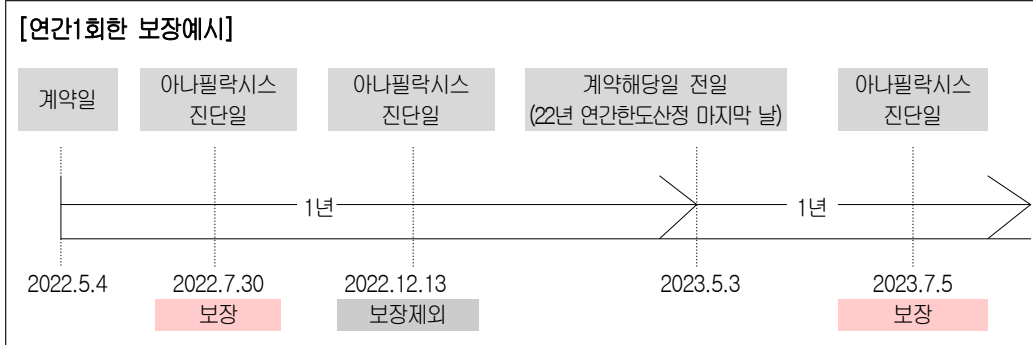 [연간1회한 보장예시]
계약일
아나필락시스
진단일
아나필락시스
진단일
계약해당일 전일
(22년 연간한도산정 마지막 날)
아나필락시스
진단일
1년
1년
2022.5.4
2022.7.30
2022.12.13
2023.5.3
2023.7.5
보장
보장제외
보장